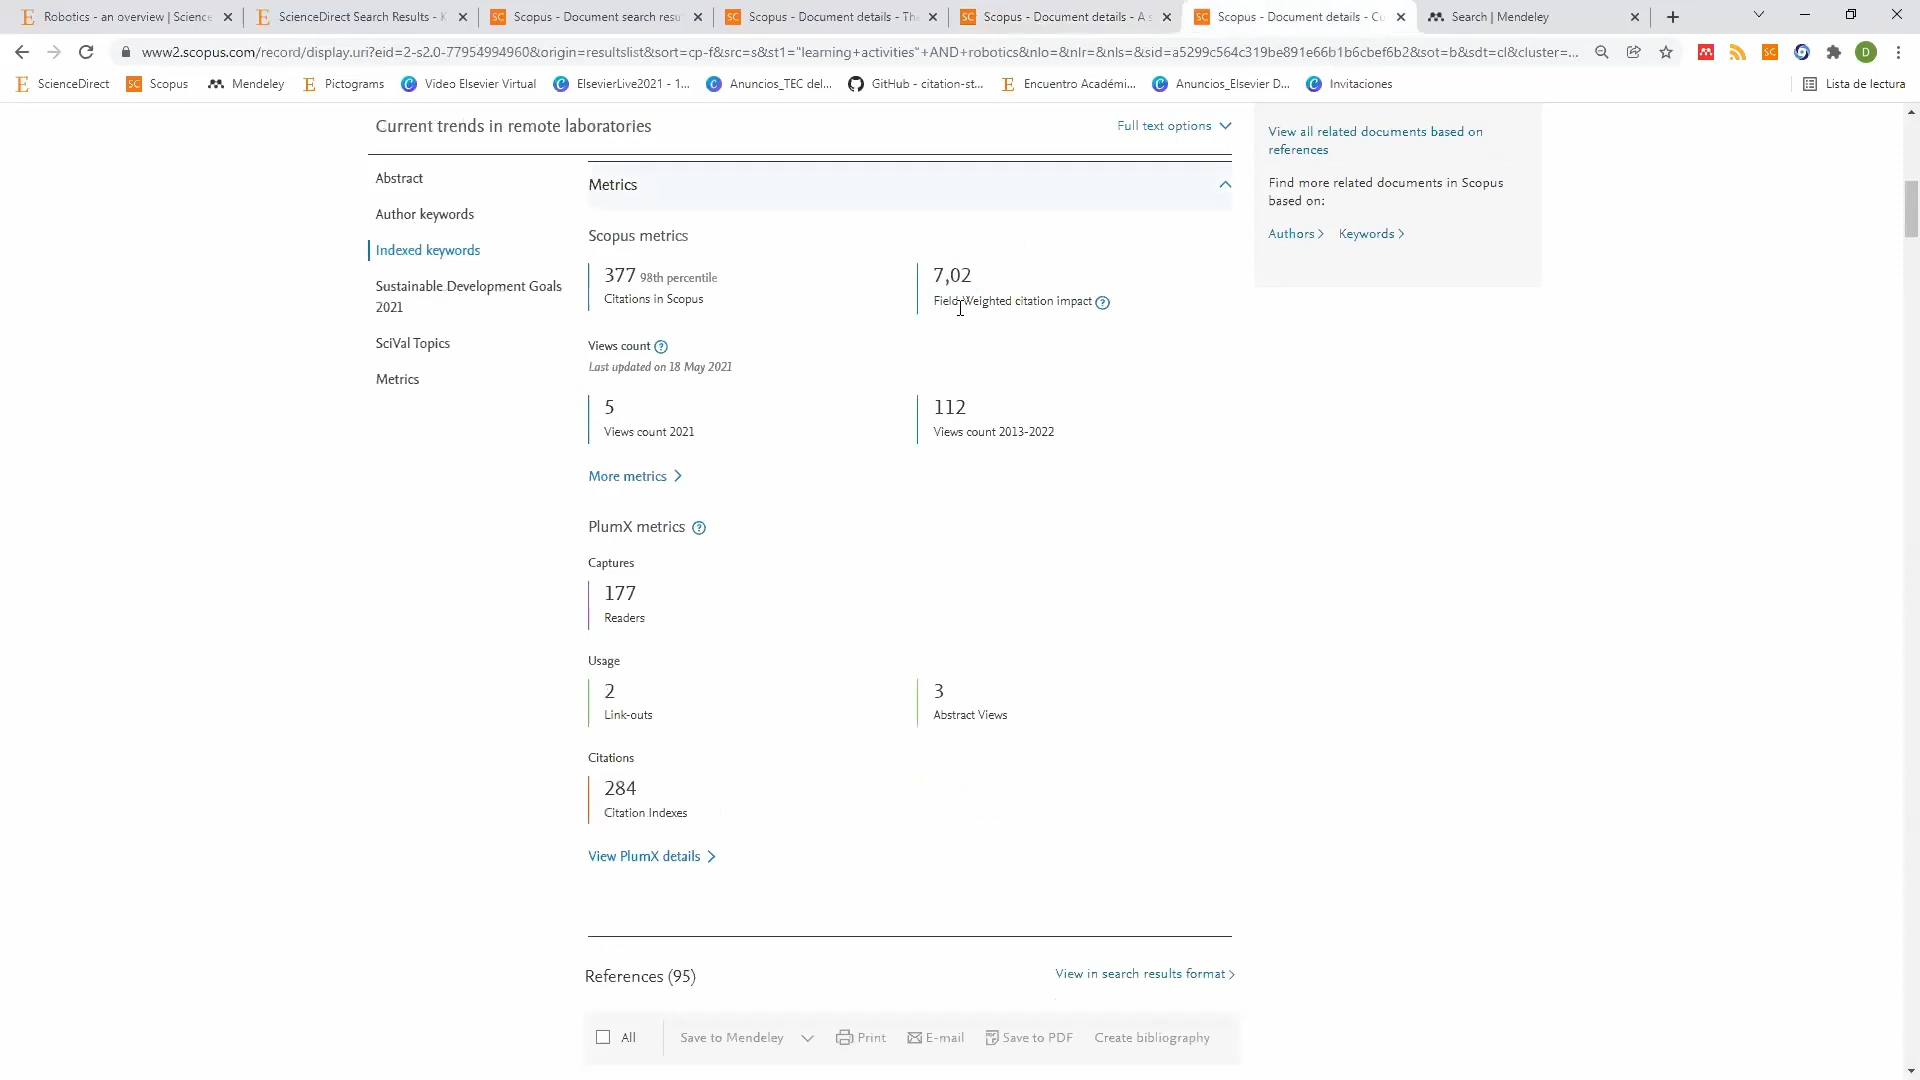 Robotics - an overview | Science
ScienceDirect Search Results - K
Scopus - Document search resu
Scopus - Document details - The
Scopus - Document details - A s
Scopus - Document details - Cu
Search | Mendeley
www2.scopus.com/record/display.uri?eid=2-s2.0-77954994960&origin=resultslist&sort=cp-f&src=s&st1="learning+activities"+AND+robotics&nlo=&nlr=&nls=&sid=a5299c564c319be891e66b1b6cbef6b2&sot=b&sdt=cl&cluster=...
D
ScienceDirect
Scopus
Mendeley
Pictograms
Video Elsevier Virtual
ElsevierLive2021 - 1...
Anuncios_TEC del...
GitHub - citation-st...
Encuentro Académi...
Anuncios_Elsevier D...
Invitaciones
Lista de lectura
Current trends in remote laboratories
Full text options
Abstract
Author keywords
Indexed keywords
Sustainable Development Goals
2021
SciVal Topics
Metrics
Metrics
Scopus metrics
377 98th percentile
Citations in Scopus
7,02
Field-Weighted citation impact
Views count
Last updated on 18 May 2021
5
Views count 2021
112
Views count 2013-2022
More metrics
PlumX metrics
Captures
177
Readers
Usage
2
Link-outs
3
Abstract Views
Citations
284
Citation Indexes
View PlumX details
References (95)
View in search results format
All
Save to Mendeley
Print
E-mail
Save to PDF
Create bibliography
View all related documents based on
references
Find more related documents in Scopus
based on:
Authors
Keywords